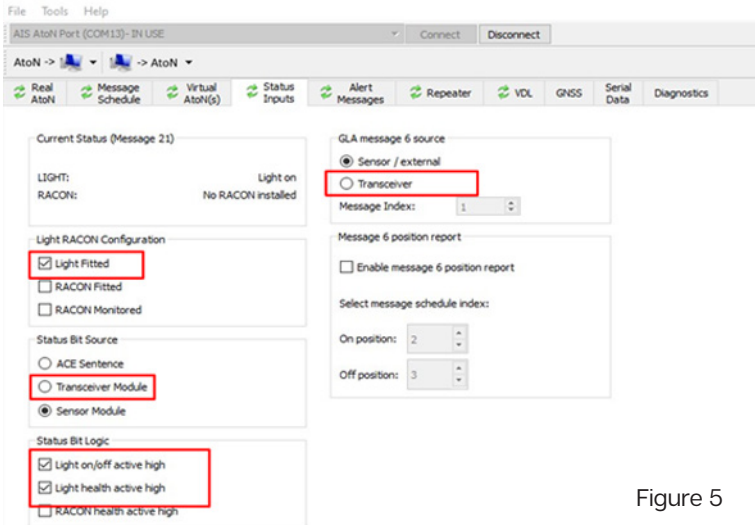 File Tools Help
AIS AtoN Port (COM13)- IN USE
Connect
Disconnect
AtoN -> -> AtoN
Real AtoN
Message Schedule
Virtual AtoN(s)
Status Inputs
Alert Messages
Repeater
VDL
GNSS
Serial Data
Diagnostics
Current Status (Message 21)
LIGHT: Light on
RACON: No RACON installed
Light RACON Configuration
Light Fitted
RACON Fitted
RACON Monitored
Status Bit Source
ACE Sentence
Transceiver Module
Sensor Module
Status Bit Logic
Light on/off active high
Light health active high
RACON health active high
GLA message 6 source
Sensor / external
Transceiver
Message Index: 1
Message 6 position report
Enable message 6 position report
Select message schedule index:
On position: 2
Off position: 3
Figure 5